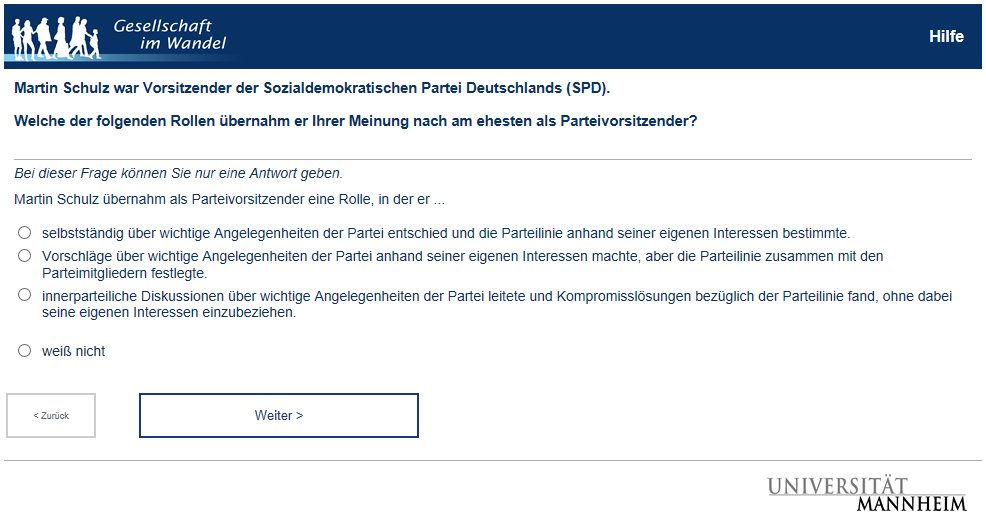 Gesellschaft
im Wandel
Hilfe
Martin Schulz war Vorsitzender der Sozialdemokratischen Partei Deutschlands (SPD).
Welche der folgenden Rollen übernahm er Ihrer Meinung nach am ehesten als Parteivorsitzender?
Bei dieser Frage können Sie nur eine Antwort geben.
Martin Schulz übernahm als Parteivorsitzender eine Rolle, in der er ...
selbstständig über wichtige Angelegenheiten der Partei entschied und die Parteilinie anhand seiner eigenen Interessen bestimmte.
Vorschläge über wichtige Angelegenheiten der Partei anhand seiner eigenen Interessen machte, aber die Parteilinie zusammen mit den
Parteimitgliedern festlegte.
innerparteiliche Diskussionen über wichtige Angelegenheiten der Partei leitete und Kompromisslösungen bezüglich der Parteilinie fand, ohne dabei
seine eigenen Interessen einzubeziehen.
weiß nicht
< Zurück
Weiter >
UNIVERSITÄT
MANNHEIM